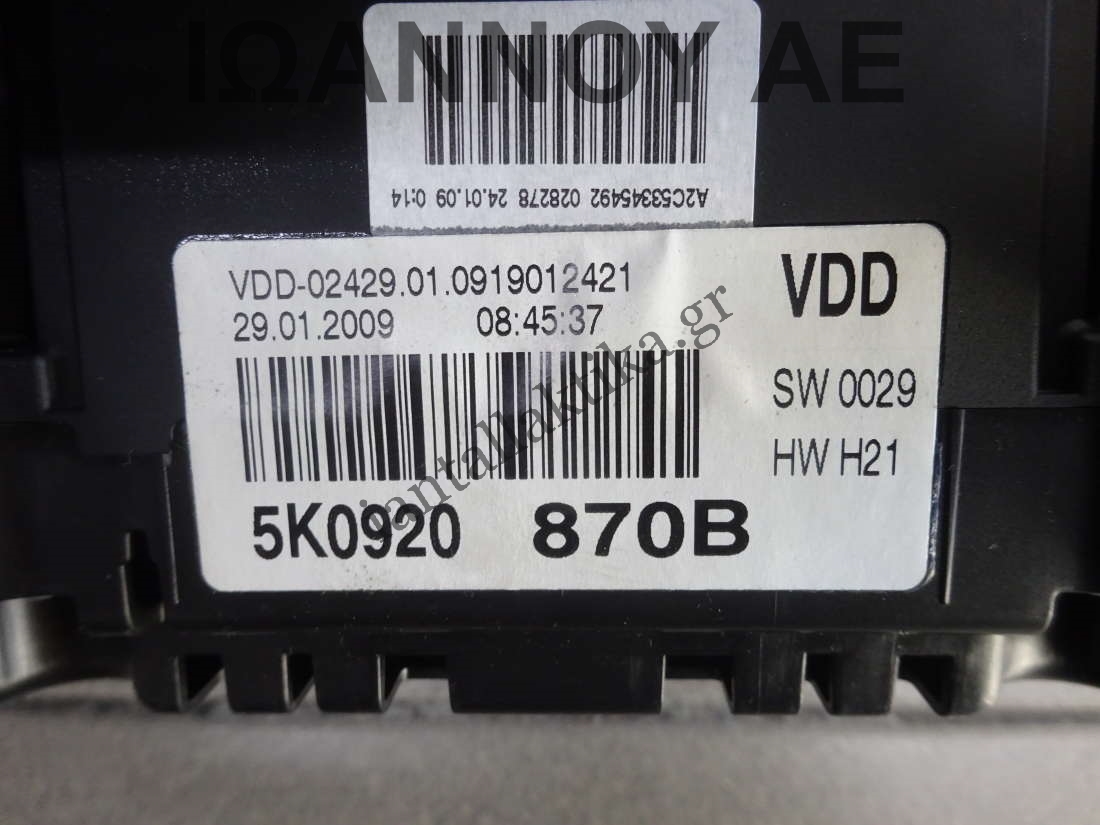 ΙΩΑΝΝΟΥ ΑΕ
A2C53345492 028278 24.01.09 0:14
VDD-02429.01.0919012421
29.01.2009 08:45:37
VDD
SW 0029
HW H21
5K0920 870B
iantallaktika.gr